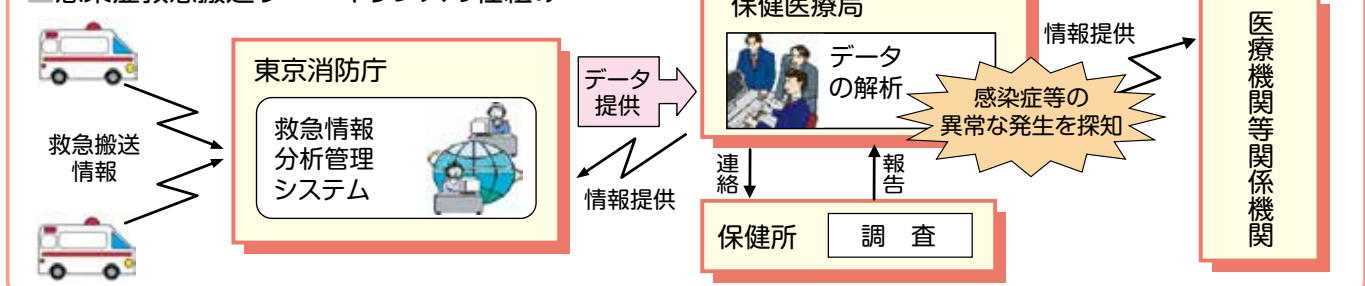 保健医療局
救急搬送
情報
東京消防庁
救急情報
分析管理
システム
データ
提供
情報提供
データ
の解析
感染症等の
異常な発生を探知
情報提供
連絡
報告
保健所
調 査
医療機関等関係機関